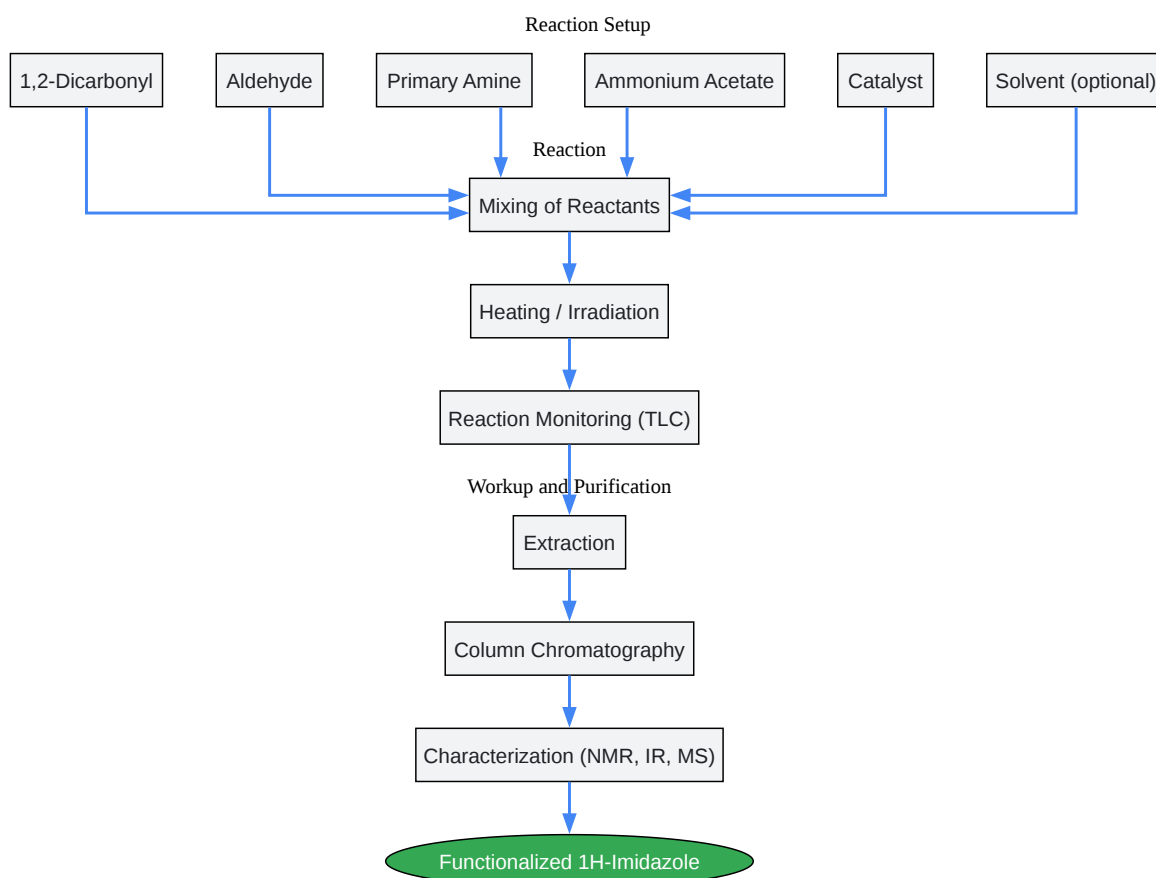 Reaction Setup
1,2-Dicarbonyl
Aldehyde
Primary Amine
Ammonium Acetate
Catalyst
Solvent (optional)
Reaction
Mixing of Reactants
Heating / Irradiation
Reaction Monitoring (TLC)
Workup and Purification
Extraction
Column Chromatography
Characterization (NMR, IR, MS)
Functionalized 1H-Imidazole